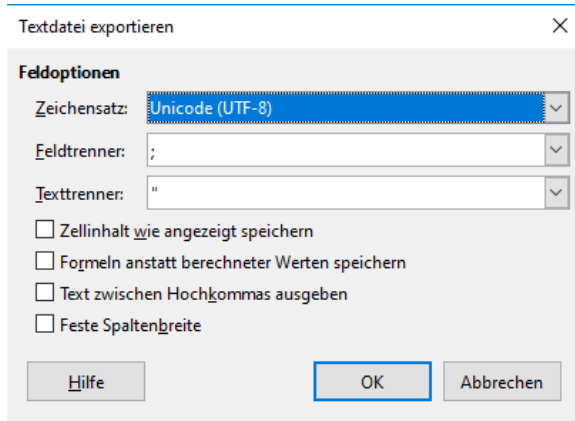 Textdatei exportieren
Feldoptionen
Zeichensatz: Unicode (UTF-8)
Feldtrenner: ;
Texttrenner: "
Zellinhalt wie angezeigt speichern
Formeln anstatt berechneter Werten speichern
Text zwischen Hochkommas ausgeben
Feste Spaltenbreite
Hilfe OK Abbrechen